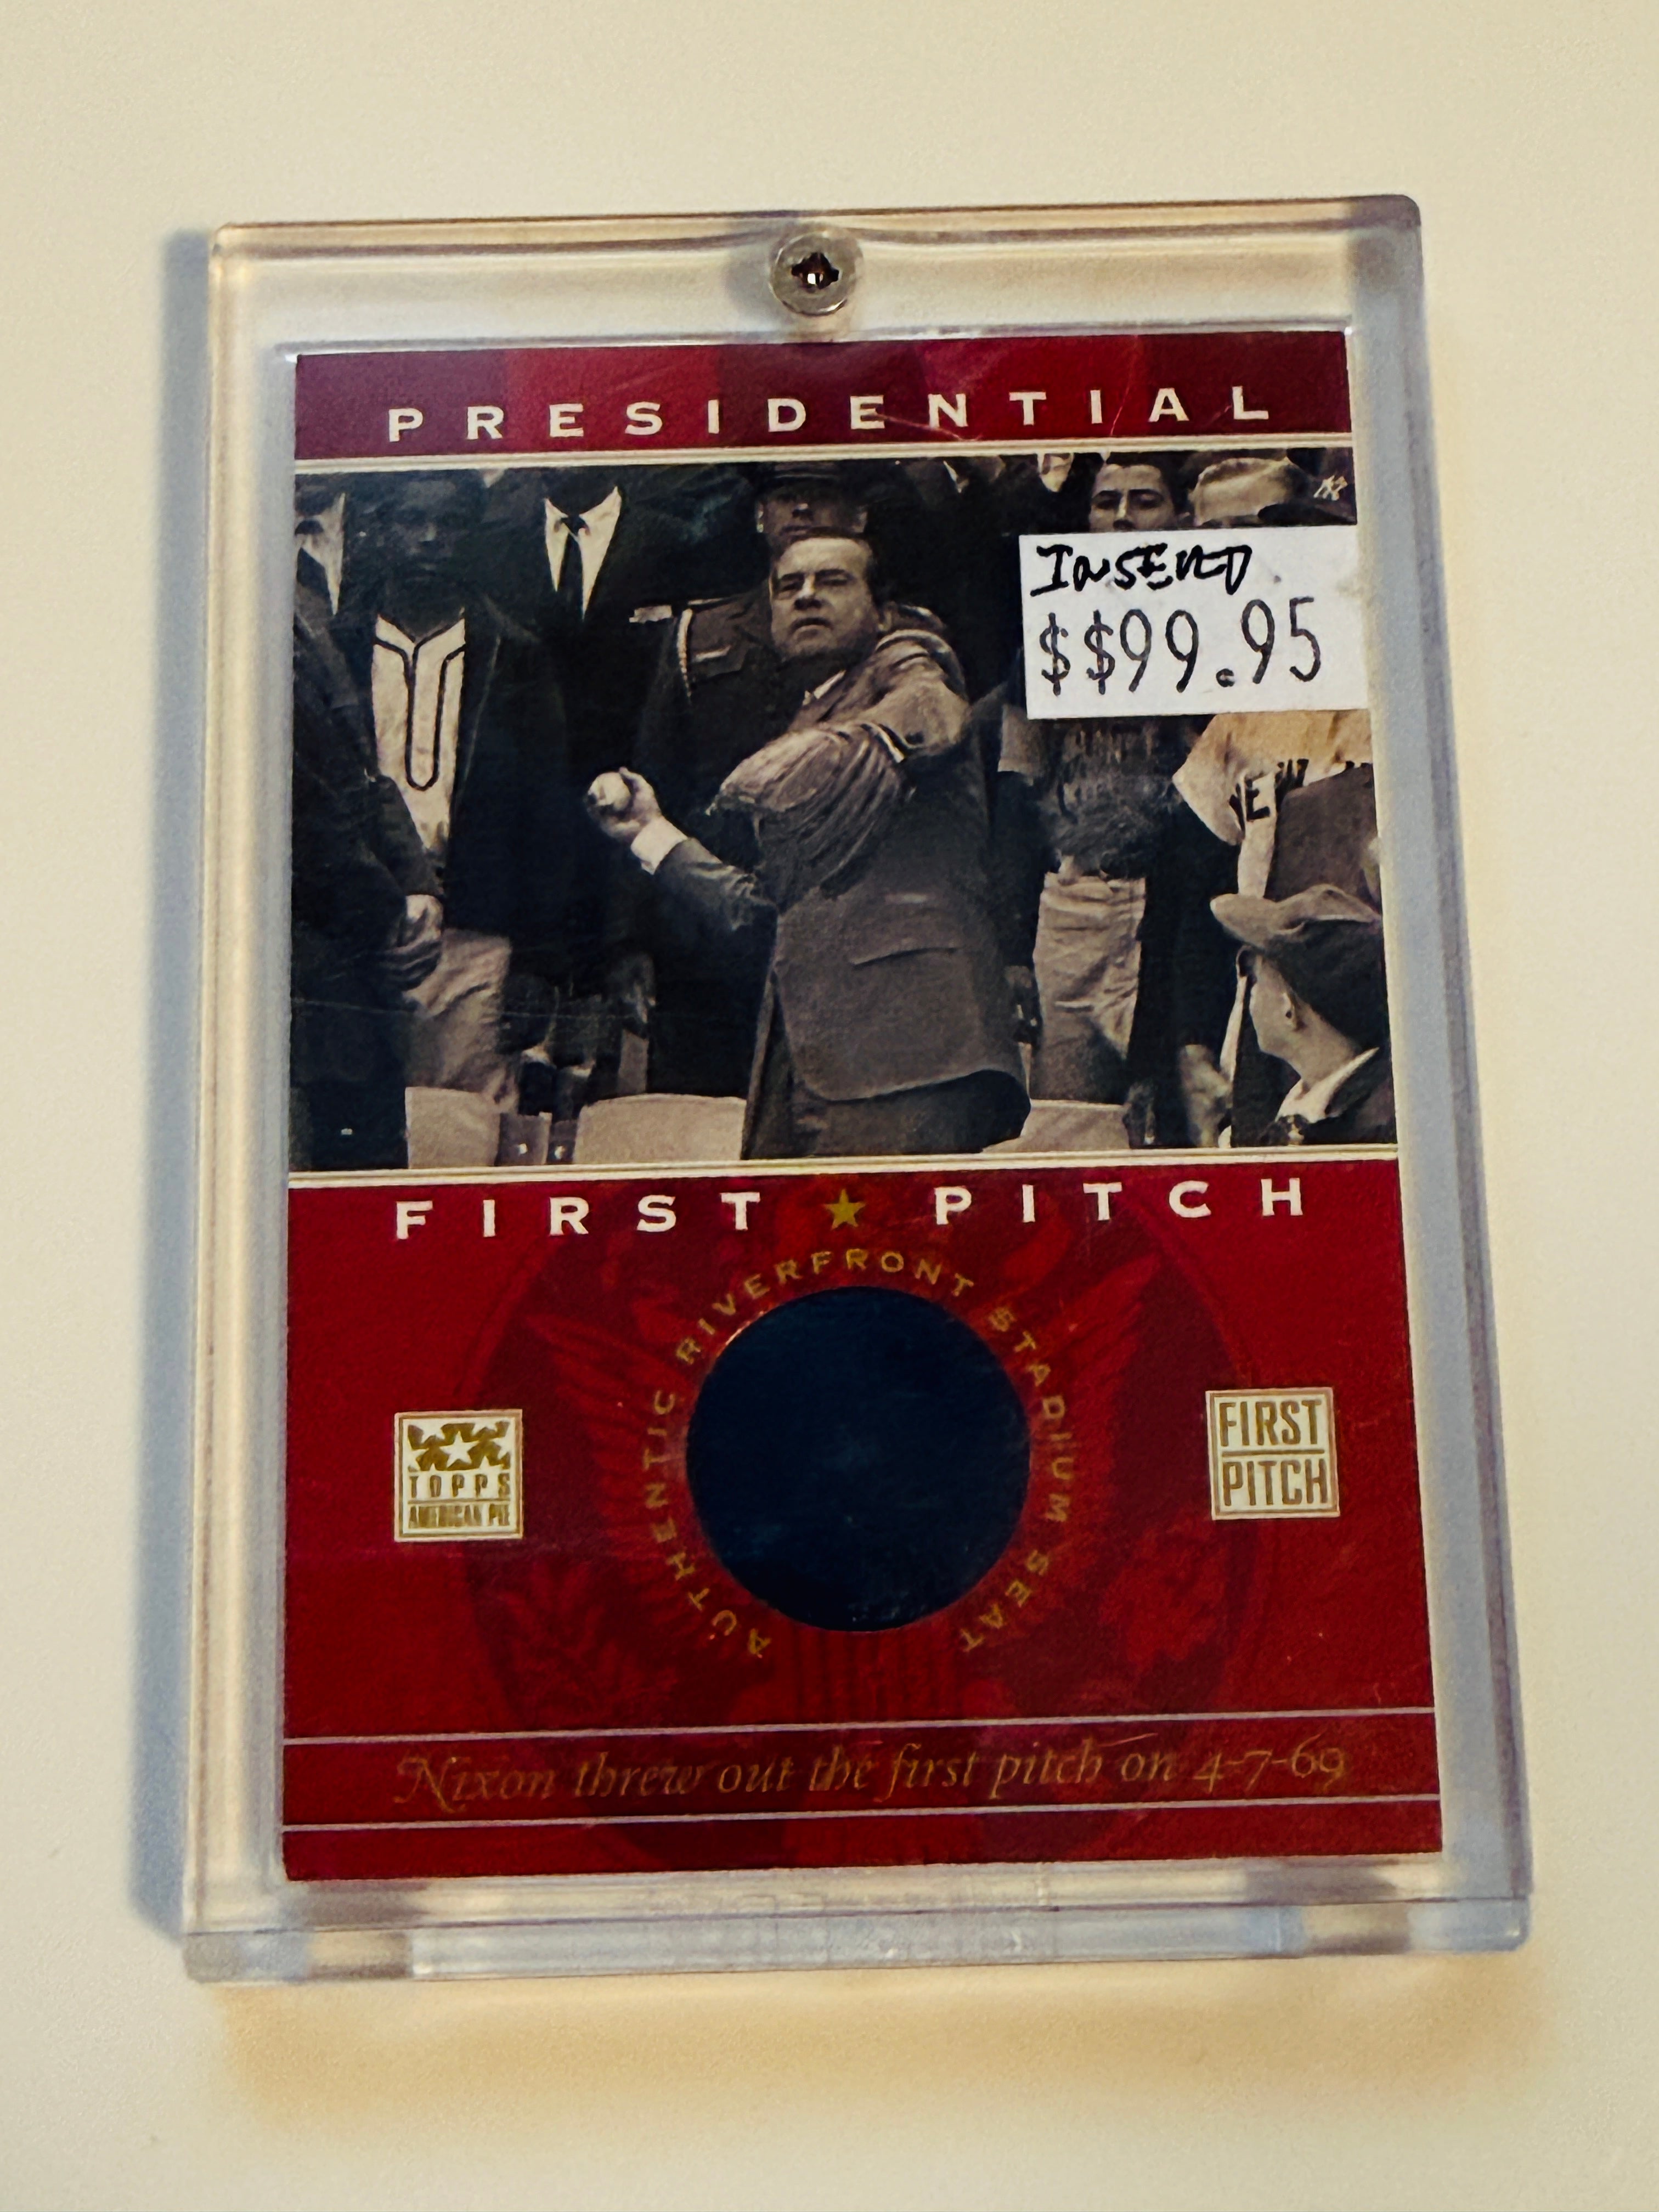 PRESIDENTIAL
INSERT
$$99.95
NEW
FIRST ★ PITCH
AUTHENTIC RIVERFRONT STADIUM SEAT
TOPPS
AMERICAN PIE
FIRST
PITCH
Nixon threw out the first pitch on 4-7-69